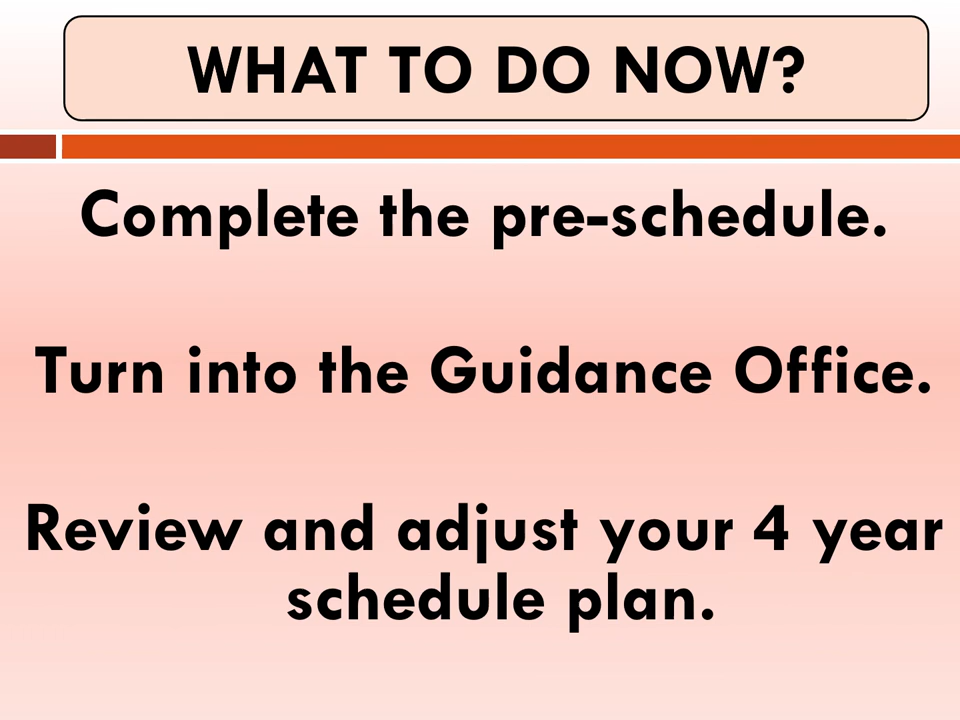 WHAT TO DO NOW?
Complete the pre-schedule.
Turn into the Guidance Office.
Review and adjust your 4 year
schedule plan.